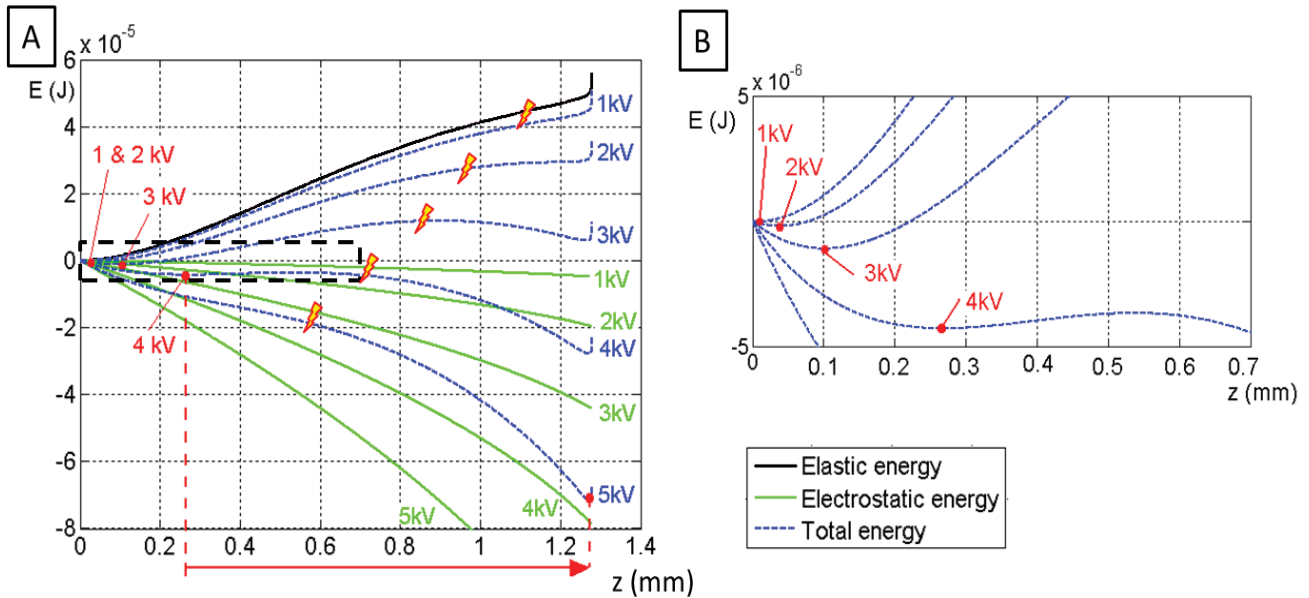 A
x 10⁻⁵
E (J)
6
4
2
0
-2
-4
-6
-8
0
0.2
0.4
0.6
0.8
1
1.2
1.4
z (mm)
1 & 2 kV
3 kV
4 kV
1kV
2kV
3kV
1kV
2kV
4kV
3kV
5kV
4kV
5kV
B
x 10⁻⁶
5
E (J)
-5
1kV
2kV
3kV
4kV
0
0.1
0.2
0.3
0.4
0.5
0.6
0.7
z (mm)
Elastic energy
Electrostatic energy
Total energy